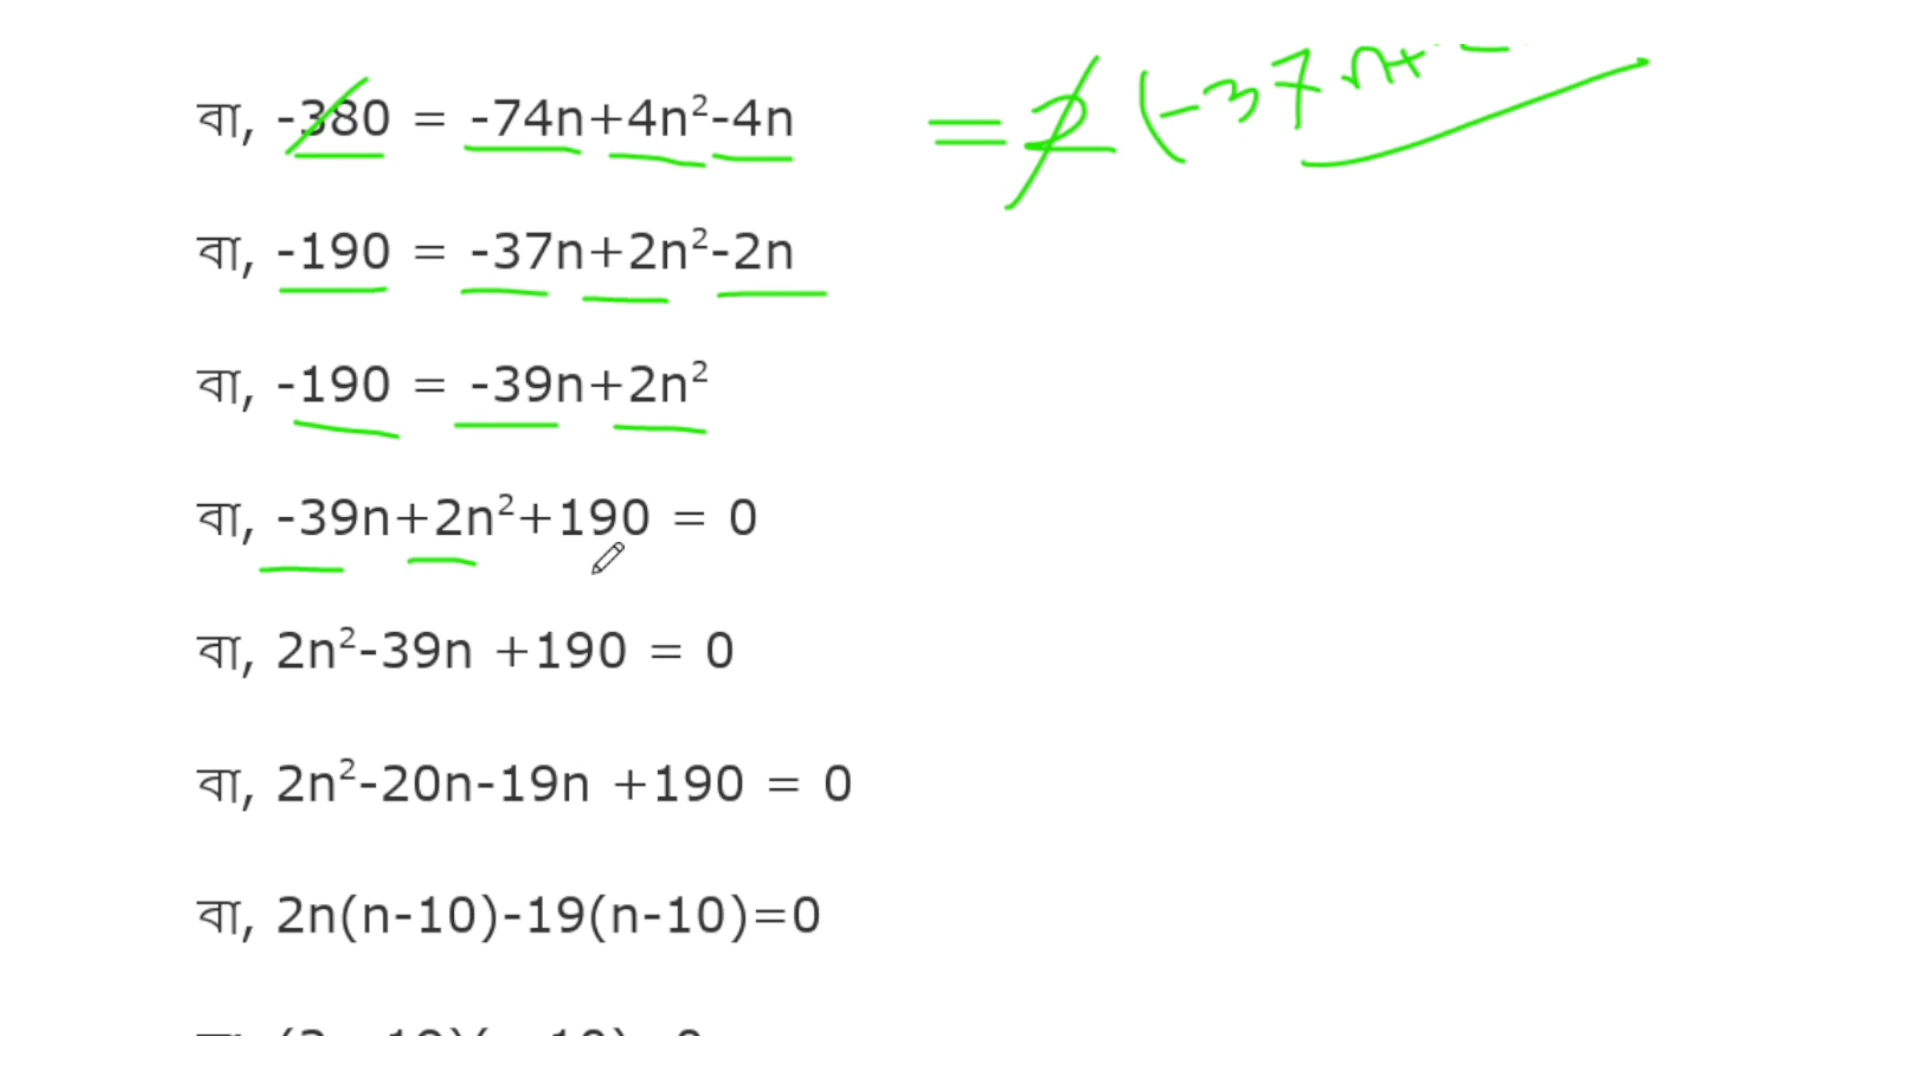 বা, -380 = -74n+4n²-4n = 2 (-37n+
বা, -190 = -37n+2n²-2n
বা, -190 = -39n+2n²
বা, -39n+2n²+190 = 0
বা, 2n²-39n +190 = 0
বা, 2n²-20n-19n +190 = 0
বা, 2n(n-10)-19(n-10)=0